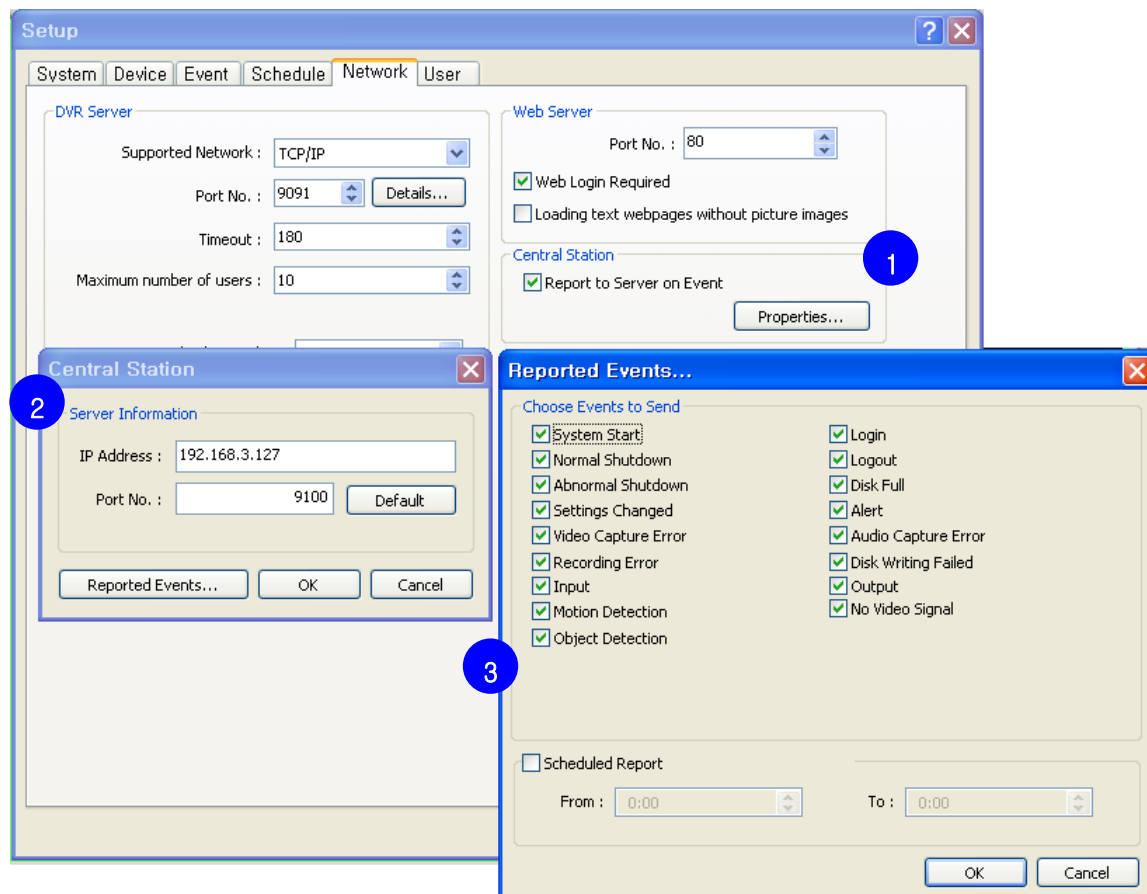 Setup
System Device Event Schedule Network User
DVR Server
Supported Network : TCP/IP
Port No. : 9091 Details...
Timeout : 180
Maximum number of users : 10
Web Server
Port No. : 80
Web Login Required
Loading text webpages without picture images
Central Station
Report to Server on Event
Properties...
1
Central Station
2
Server Information
IP Address : 192.168.3.127
Port No. : 9100 Default
Reported Events... OK Cancel
Reported Events...
Choose Events to Send
System Start
Normal Shutdown
Abnormal Shutdown
Settings Changed
Video Capture Error
Recording Error
Input
Motion Detection
Object Detection
Login
Logout
Disk Full
Alert
Audio Capture Error
Disk Writing Failed
Output
No Video Signal
3
Scheduled Report
From : 0:00 To : 0:00
OK Cancel